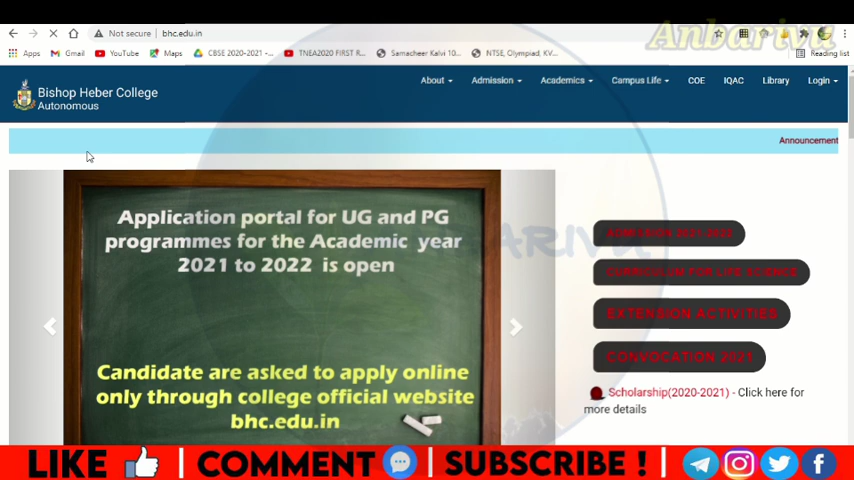 Not secure | bhc.edu.in
Anbariva
Apps Gmail YouTube Maps CBSE 2020-2021 -... TNEA2020 FIRST R... Samacheer Kalvi 10... NTSE, Olympiad, KV... Reading list
Bishop Heber College
Autonomous
About Admission Academics Campus Life COE IQAC Library Login
Announcement
Application portal for UG and PG
programmes for the Academic year
2021 to 2022 is open
Candidate are asked to apply online
only through college official website
bhc.edu.in
ADMISSION 2021-2022
CURRICULUM FOR LIFE SCIENCE
EXTENSION ACTIVITIES
CONVOCATION 2021
Scholarship(2020-2021) - Click here for
more details
LIKE | COMMENT | SUBSCRIBE ! |